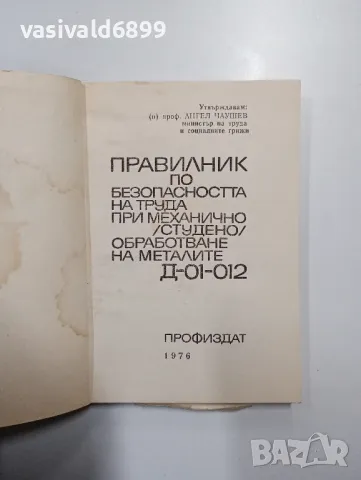 vasivald6899
Утвърждавам:
(п) проф. АНГЕЛ ЧАУШЕВ
министър на труда
и социалните грижи
ПРАВИЛНИК
ПО
БЕЗОПАСНОСТТА
НА ТРУДА
ПРИ МЕХАНИЧНО
/СТУДЕНО/
ОБРАБОТВАНЕ
НА МЕТАЛИТЕ
Д-01-012
ПРОФИЗДАТ
1976
BAZAR